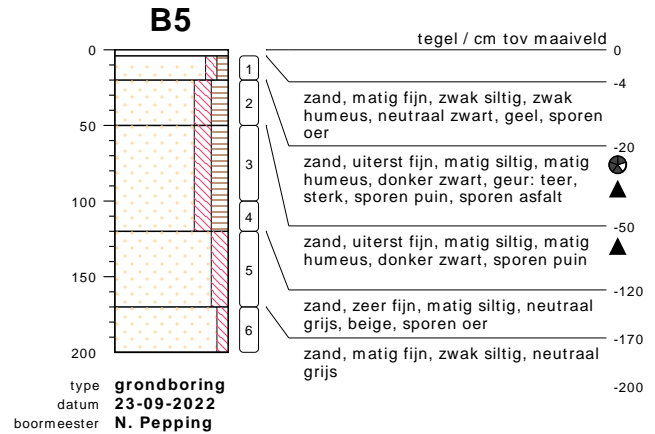 B5
tegel / cm tov maaiveld
0
0
1
-4
zand, matig fijn, zwak siltig, zwak
humeus, neutraal zwart, geel, sporen
oer
2
50
-20
zand, uiterst fijn, matig siltig, matig
humeus, donker zwart, geur: teer,
sterk, sporen puin, sporen asfalt
3
100
4
-50
zand, uiterst fijn, matig siltig, matig
humeus, donker zwart, sporen puin
5
150
-120
zand, zeer fijn, matig siltig, neutraal
grijs, beige, sporen oer
6
-170
200
zand, matig fijn, zwak siltig, neutraal
grijs
-200
type grondboring
datum 23-09-2022
boormeester N. Pepping